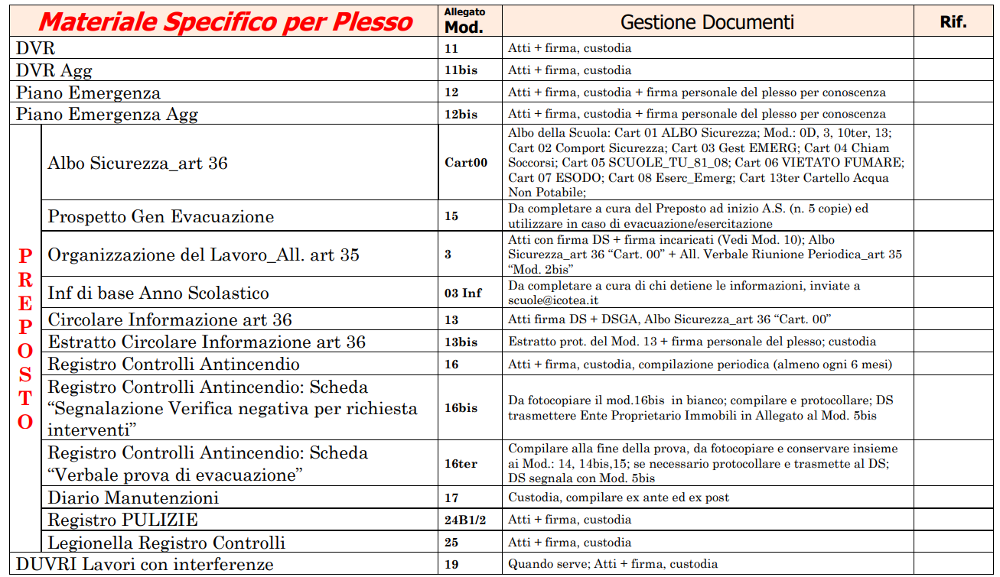 Materiale Specifico per Plesso
Allegato
Mod.
Gestione Documenti
Rif.
DVR
11
Atti + firma, custodia
DVR Agg
11bis
Atti + firma, custodia
Piano Emergenza
12
Atti + firma, custodia + firma personale del plesso per conoscenza
Piano Emergenza Agg
12bis
Atti + firma, custodia + firma personale del plesso per conoscenza
P
R
E
P
O
S
T
O
Albo Sicurezza_art 36
Cart00
Albo della Scuola: Cart 01 ALBO Sicurezza; Mod.: 0D, 3, 10ter, 13;
Cart 02 Comport Sicurezza; Cart 03 Gest EMERG; Cart 04 Chiam
Soccorsi; Cart 05 SCUOLE_TU_81_08; Cart 06 VIETATO FUMARE;
Cart 07 ESODO; Cart 08 Eserc_Emerg; Cart 13ter Cartello Acqua
Non Potabile;
Prospetto Gen Evacuazione
15
Da completare a cura del Preposto ad inizio A.S. (n. 5 copie) ed
utilizzare in caso di evacuazione/esercitazione
Organizzazione del Lavoro_All. art 35
3
Atti con firma DS + firma incaricati (Vedi Mod. 10); Albo
Sicurezza_art 36 “Cart. 00” + All. Verbale Riunione Periodica_art 35
“Mod. 2bis”
Inf di base Anno Scolastico
03 Inf
Da completare a cura di chi detiene le informazioni, inviate a
scuole@icotea.it
Circolare Informazione art 36
13
Atti firma DS + DSGA, Albo Sicurezza_art 36 “Cart. 00”
Estratto Circolare Informazione art 36
13bis
Estratto prot. del Mod. 13 + firma personale del plesso; custodia
Registro Controlli Antincendio
16
Atti + firma, custodia, compilazione periodica (almeno ogni 6 mesi)
Registro Controlli Antincendio: Scheda
“Segnalazione Verifica negativa per richiesta
interventi”
16bis
Da fotocopiare il mod.16bis in bianco; compilare e protocollare; DS
trasmettere Ente Proprietario Immobili in Allegato al Mod. 5bis
Registro Controlli Antincendio: Scheda
“Verbale prova di evacuazione”
16ter
Compilare alla fine della prova, da fotocopiare e conservare insieme
ai Mod.: 14, 14bis,15; se necessario protocollare e trasmette al DS;
DS segnala con Mod. 5bis
Diario Manutenzioni
17
Custodia, compilare ex ante ed ex post
Registro PULIZIE
24B1/2
Atti + firma, custodia
Legionella Registro Controlli
25
Atti + firma, custodia
DUVRI Lavori con interferenze
19
Quando serve; Atti + firma, custodia